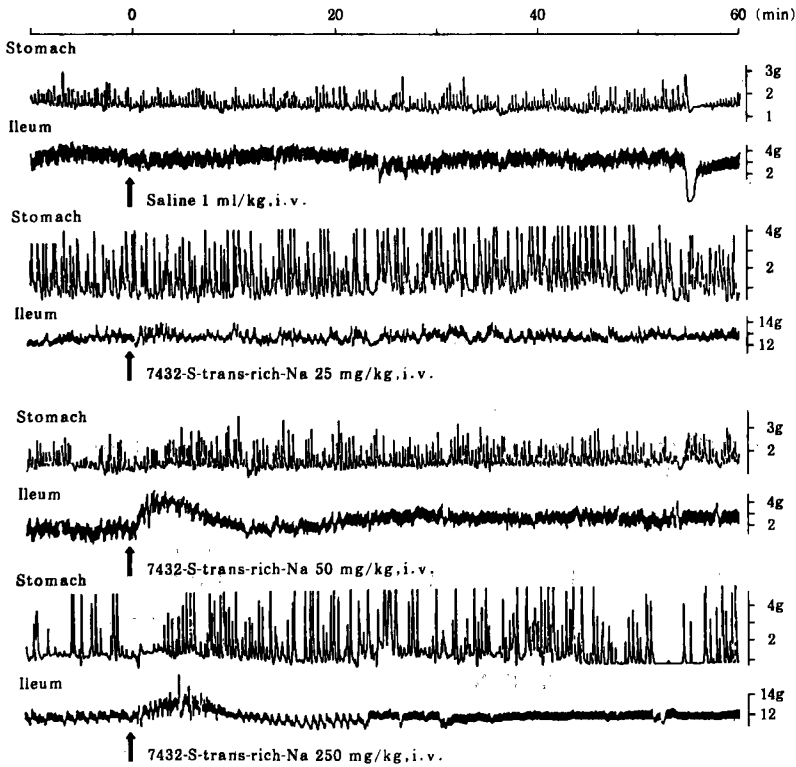 0 20 40 60 (min)
Stomach
3g
2
1
Ileum
4g
2
Saline 1 ml/kg,i.v.
Stomach
4g
2
Ileum
14g
12
7432-S-trans-rich-Na 25 mg/kg,i.v.
Stomach
3g
2
Ileum
4g
2
7432-S-trans-rich-Na 50 mg/kg,i.v.
Stomach
4g
2
Ileum
14g
12
7432-S-trans-rich-Na 250 mg/kg,i.v.